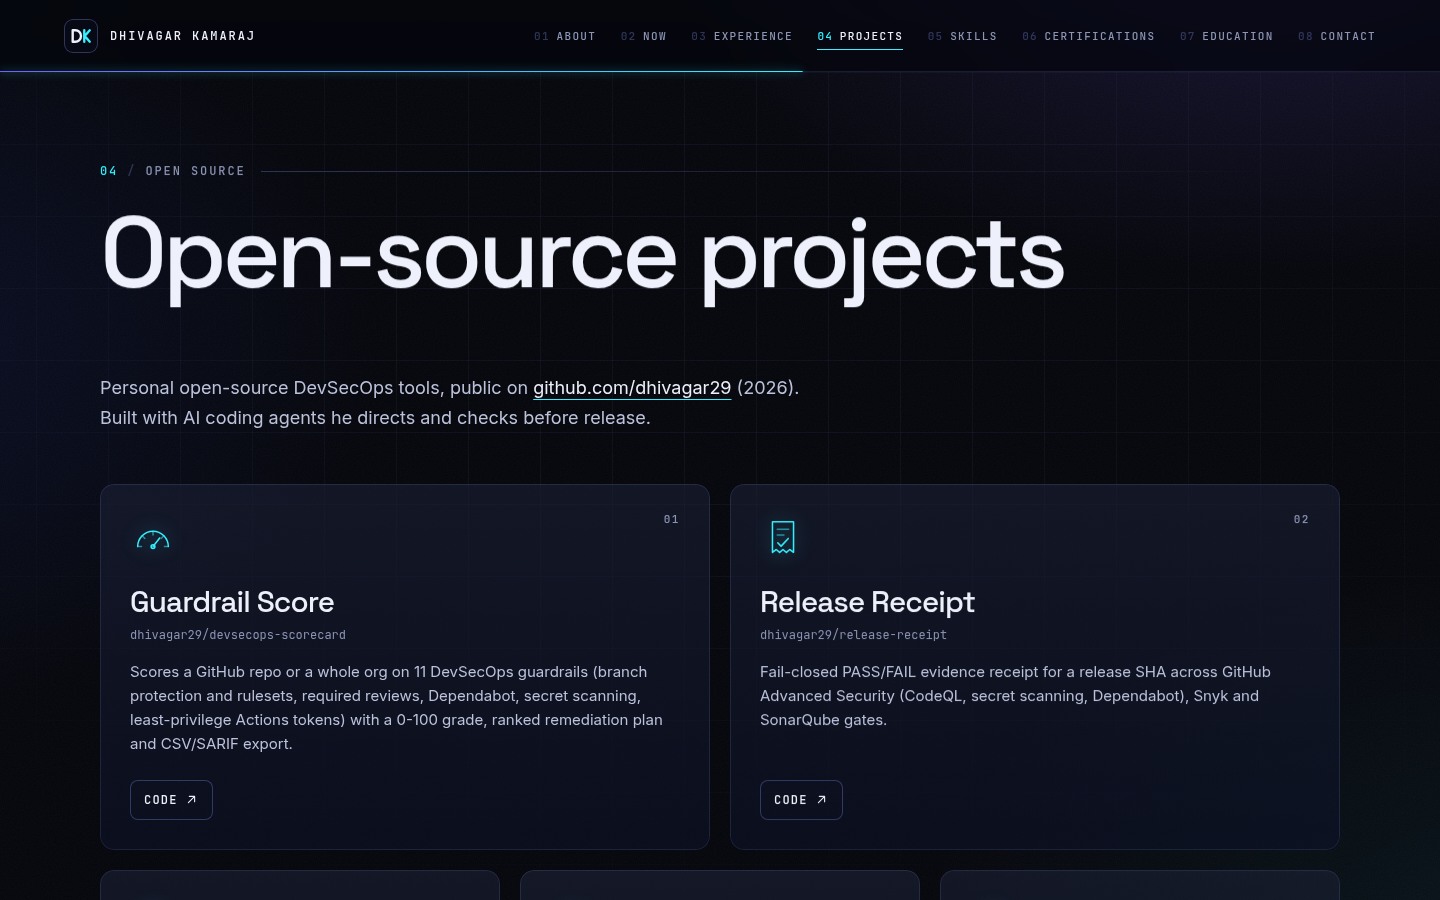 DK DHIVAGAR KAMARAJ
01 ABOUT 02 NOW 03 EXPERIENCE 04 PROJECTS 05 SKILLS 06 CERTIFICATIONS 07 EDUCATION 08 CONTACT
04 / OPEN SOURCE
Open-source projects
Personal open-source DevSecOps tools, public on github.com/dhivagar29 (2026).
Built with AI coding agents he directs and checks before release.
01
Guardrail Score
dhivagar29/devsecops-scorecard
Scores a GitHub repo or a whole org on 11 DevSecOps guardrails (branch
protection and rulesets, required reviews, Dependabot, secret scanning,
least-privilege Actions tokens) with a 0-100 grade, ranked remediation plan
and CSV/SARIF export.
CODE ↗
02
Release Receipt
dhivagar29/release-receipt
Fail-closed PASS/FAIL evidence receipt for a release SHA across GitHub
Advanced Security (CodeQL, secret scanning, Dependabot), Snyk and
SonarQube gates.
CODE ↗